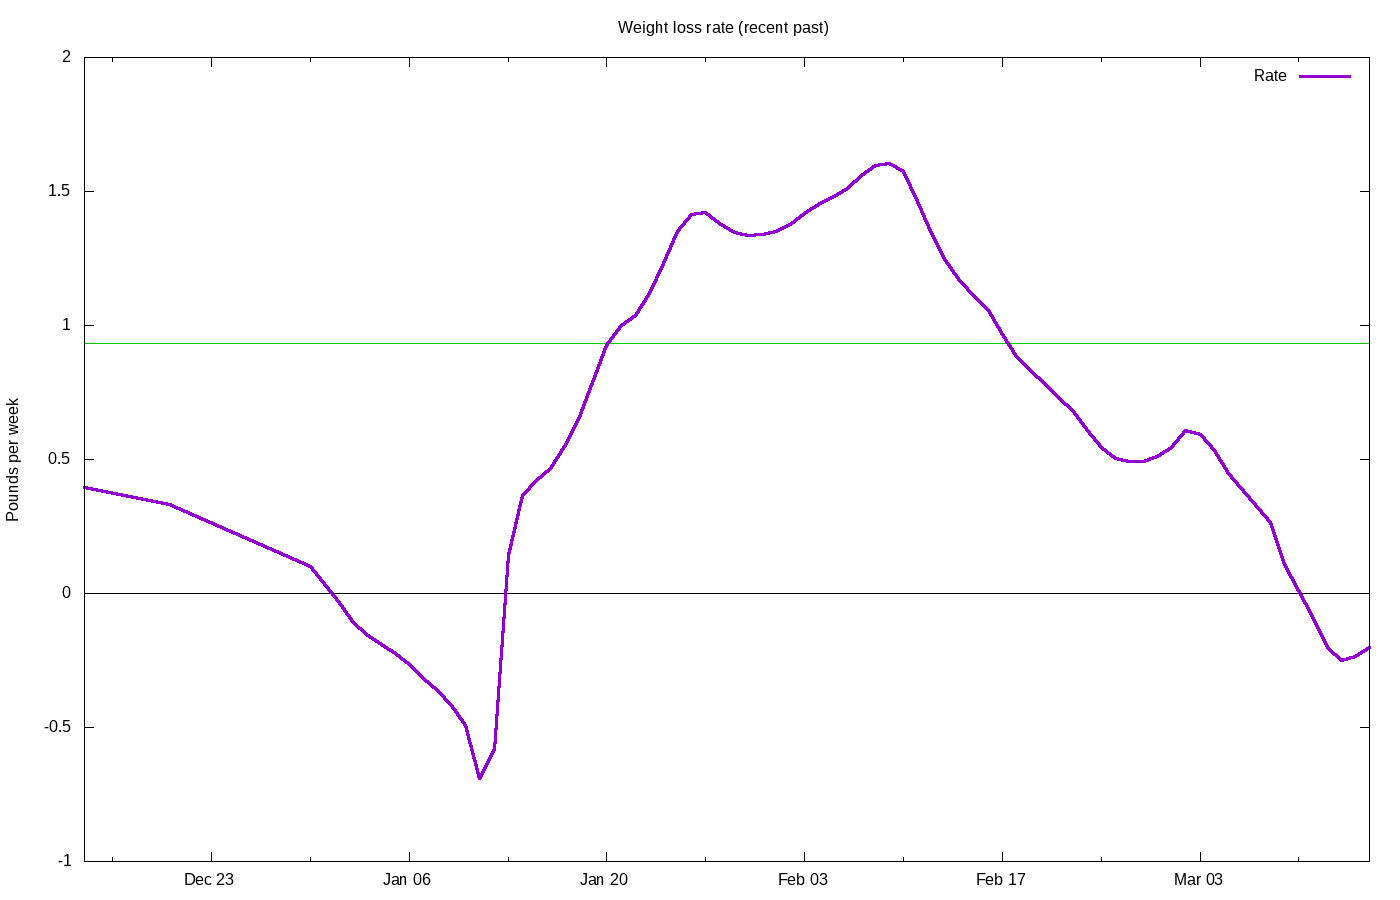 Weight loss rate (recent past)
Rate
Pounds per week
2
1.5
1
0.5
0
-0.5
-1
Dec 23
Jan 06
Jan 20
Feb 03
Feb 17
Mar 03